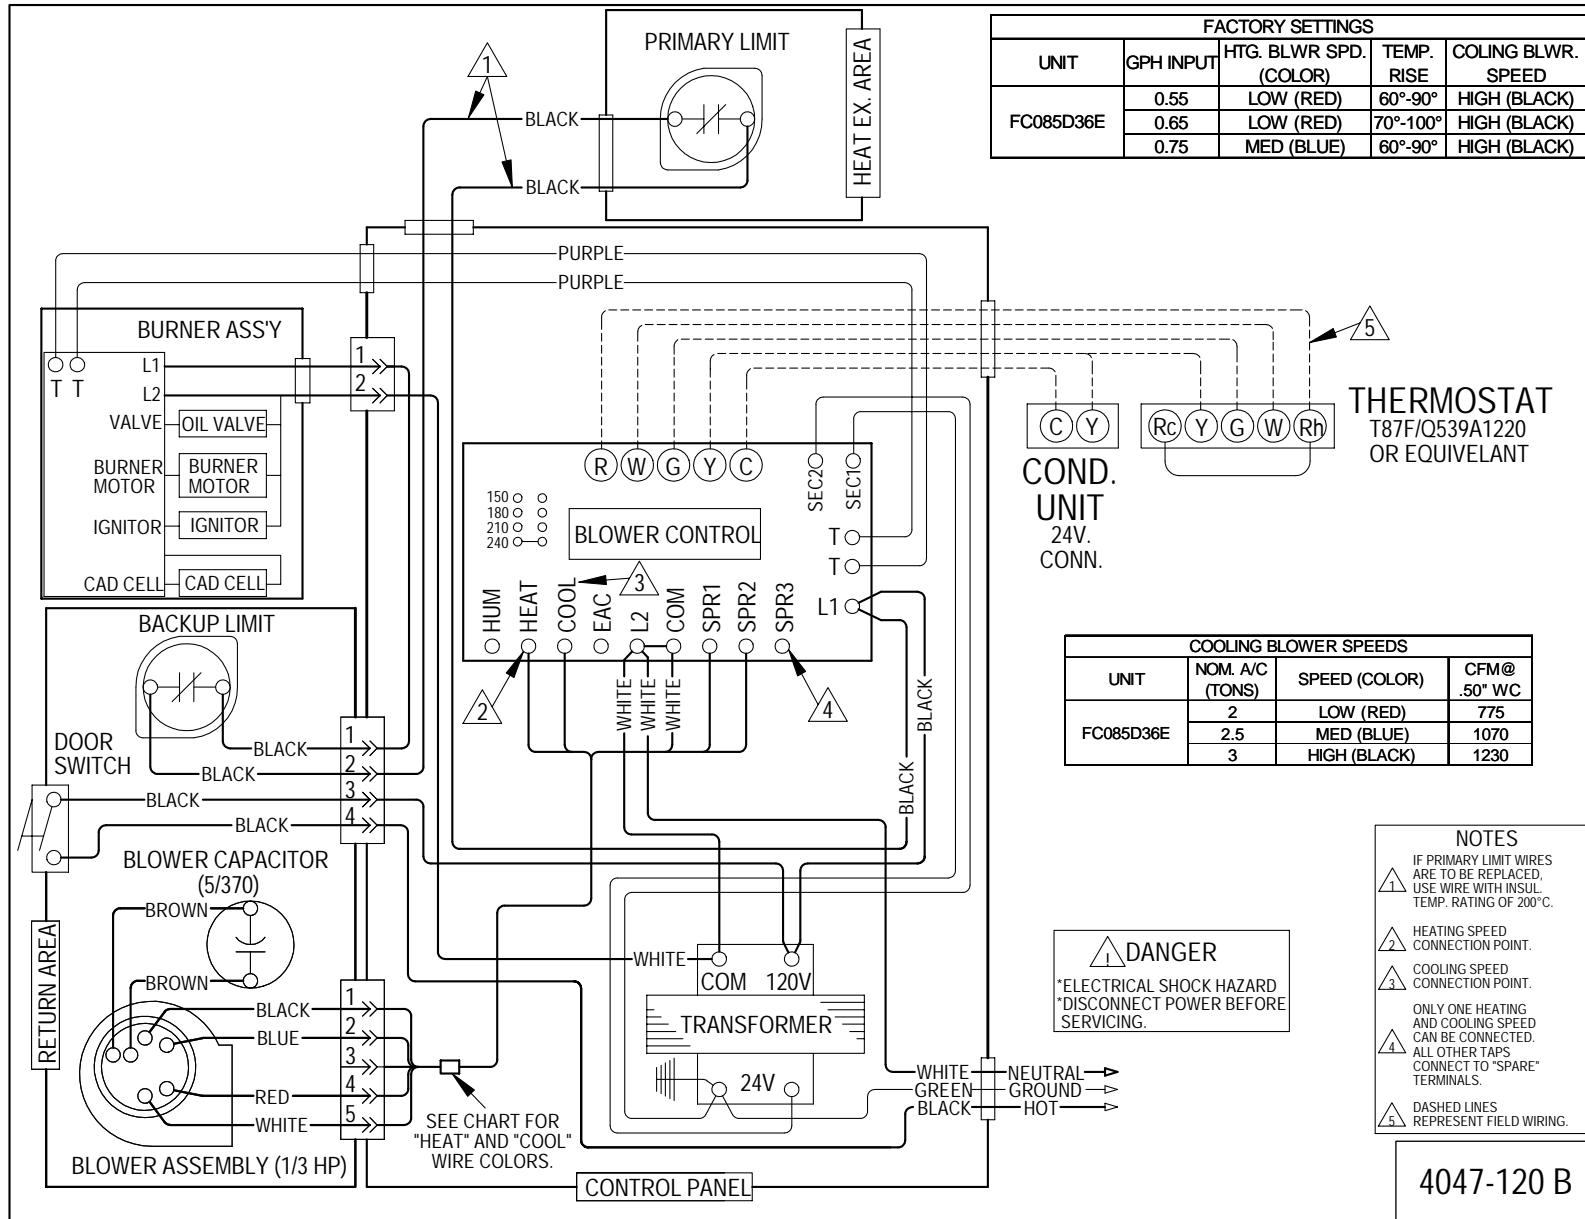 PRIMARY LIMIT
HEAT EX. AREA
1
BLACK
BLACK
FACTORY SETTINGS
UNIT GPH INPUT HTG. BLWR SPD. (COLOR) TEMP. RISE COLING BLWR. SPEED
FC085D36E
0.55 LOW (RED) 60°-90° HIGH (BLACK)
0.65 LOW (RED) 70°-100° HIGH (BLACK)
0.75 MED (BLUE) 60°-90° HIGH (BLACK)
PURPLE
PURPLE
BURNER ASS'Y
T T
L1
L2
1
2
VALVE OIL VALVE
BURNER MOTOR BURNER MOTOR
IGNITOR IGNITOR
CAD CELL CAD CELL
5
C Y
COND.
UNIT
24V.
CONN.
Rc Y G W Rh
THERMOSTAT
T87F/Q539A1220
OR EQUIVELANT
R W G Y C
SEC2 SEC1
150
180
210
240
BLOWER CONTROL
T
T
L1
3
HUM HEAT COOL EAC L2 COM SPR1 SPR2 SPR3
2
4
WHITE WHITE WHITE
BLACK
BLACK
BACKUP LIMIT
DOOR
SWITCH
BLACK 1
BLACK 2
BLACK 3
BLACK 4
BLOWER CAPACITOR
(5/370)
BROWN
BROWN
RETURN AREA
BLACK 1
BLUE 2
3
RED 4
WHITE 5
BLOWER ASSEMBLY (1/3 HP)
SEE CHART FOR
"HEAT" AND "COOL"
WIRE COLORS.
WHITE
COM 120V
TRANSFORMER
24V
CONTROL PANEL
WHITE NEUTRAL
GREEN GROUND
BLACK HOT
COOLING BLOWER SPEEDS
UNIT NOM. A/C (TONS) SPEED (COLOR) CFM@ .50" WC
FC085D36E
2 LOW (RED) 775
2.5 MED (BLUE) 1070
3 HIGH (BLACK) 1230
! DANGER
*ELECTRICAL SHOCK HAZARD
*DISCONNECT POWER BEFORE
SERVICING.
NOTES
1 IF PRIMARY LIMIT WIRES
ARE TO BE REPLACED,
USE WIRE WITH INSUL.
TEMP. RATING OF 200°C.
2 HEATING SPEED
CONNECTION POINT.
3 COOLING SPEED
CONNECTION POINT.
4 ONLY ONE HEATING
AND COOLING SPEED
CAN BE CONNECTED.
ALL OTHER TAPS
CONNECT TO "SPARE"
TERMINALS.
5 DASHED LINES
REPRESENT FIELD WIRING.
4047-120 B